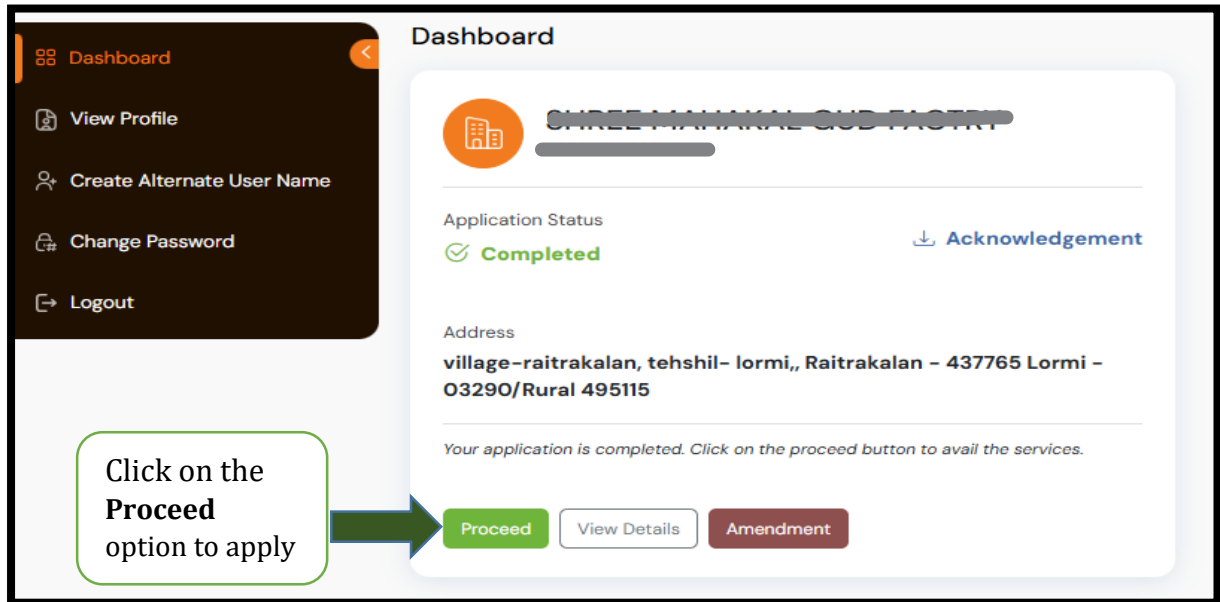 Dashboard
View Profile
Create Alternate User Name
Change Password
Logout
Dashboard
Application Status
Completed
Acknowledgement
Address
village-raitrakalan, tehshil- lormi,, Raitrakalan - 437765 Lormi -
03290/Rural 495115
Your application is completed. Click on the proceed button to avail the services.
Click on the
Proceed
option to apply
Proceed
View Details
Amendment